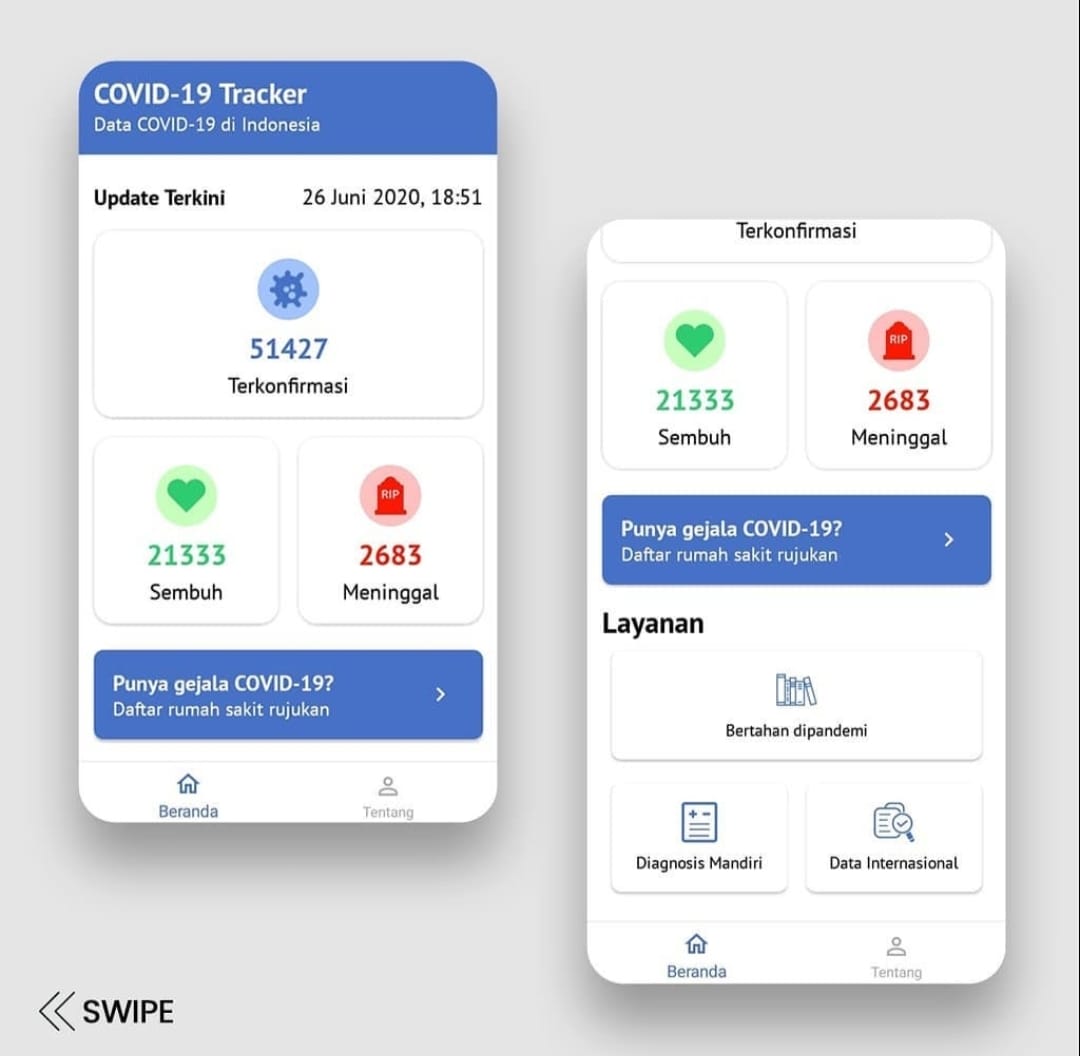 COVID-19 Tracker
Data COVID-19 di Indonesia
Update Terkini
26 Juni 2020, 18:51
51427
Terkonfirmasi
RIP
21333
2683
Sembuh
Meninggal
Punya gejala COVID-19?
Daftar rumah sakit rujukan
Beranda
Tentang
Terkonfirmasi
RIP
21333
2683
Sembuh
Meninggal
Punya gejala COVID-19?
Daftar rumah sakit rujukan
Layanan
Bertahan dipandemi
Diagnosis Mandiri
Data Internasional
Beranda
Tentang
SWIPE